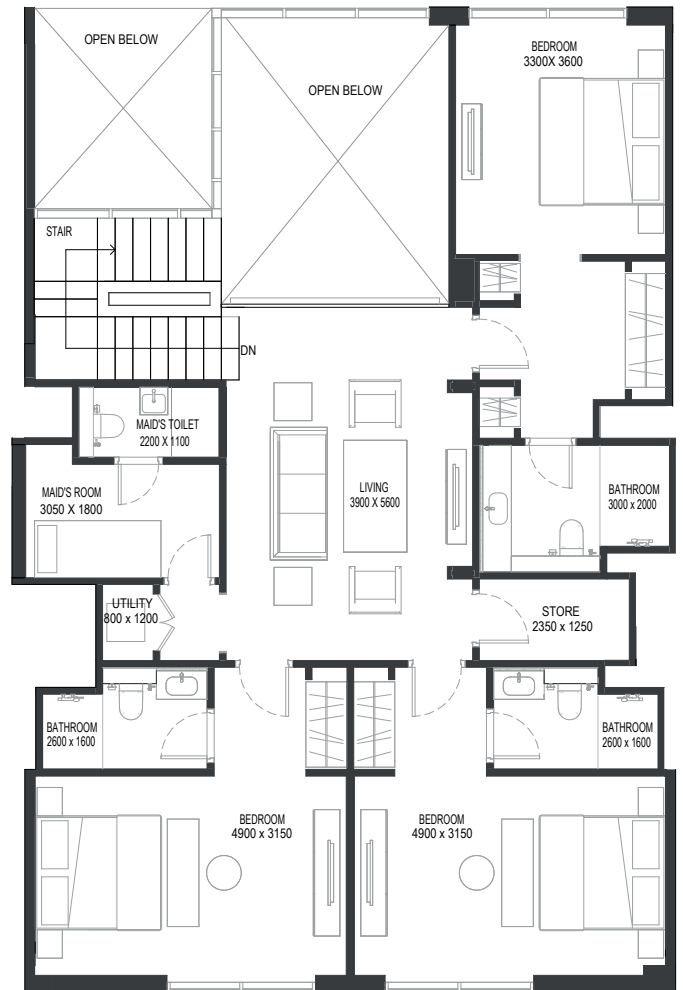 OPEN BELOW
OPEN BELOW
BEDROOM
3300X 3600
STAIR
DN
MAID'S TOILET
2200 X 1100
MAID'S ROOM
3050 X 1800
LIVING
3900 X 5600
BATHROOM
3000 x 2000
UTILITY
800 x 1200
STORE
2350 x 1250
BATHROOM
2600 x 1600
BATHROOM
2600 x 1600
BEDROOM
4900 x 3150
BEDROOM
4900 x 3150